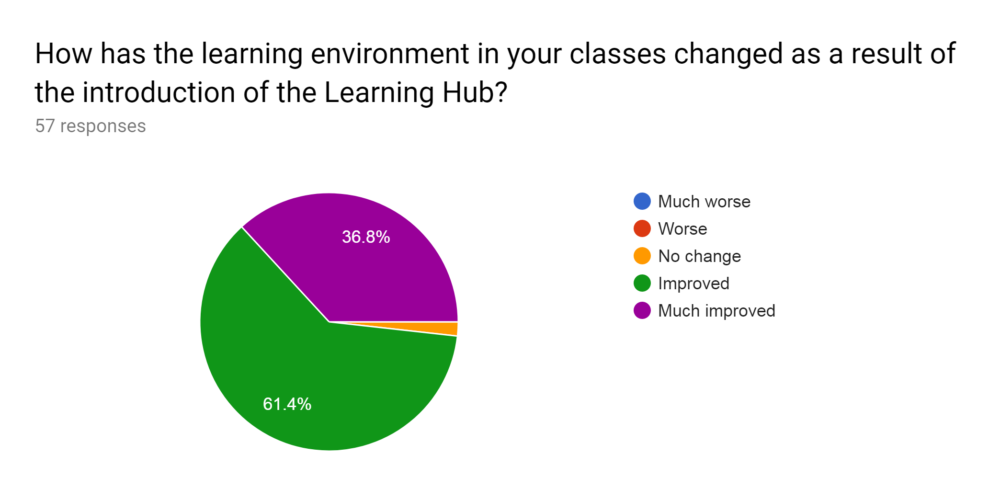 How has the learning environment in your classes changed as a result of
the introduction of the Learning Hub?
57 responses
36.8%
61.4%
Much worse
Worse
No change
Improved
Much improved